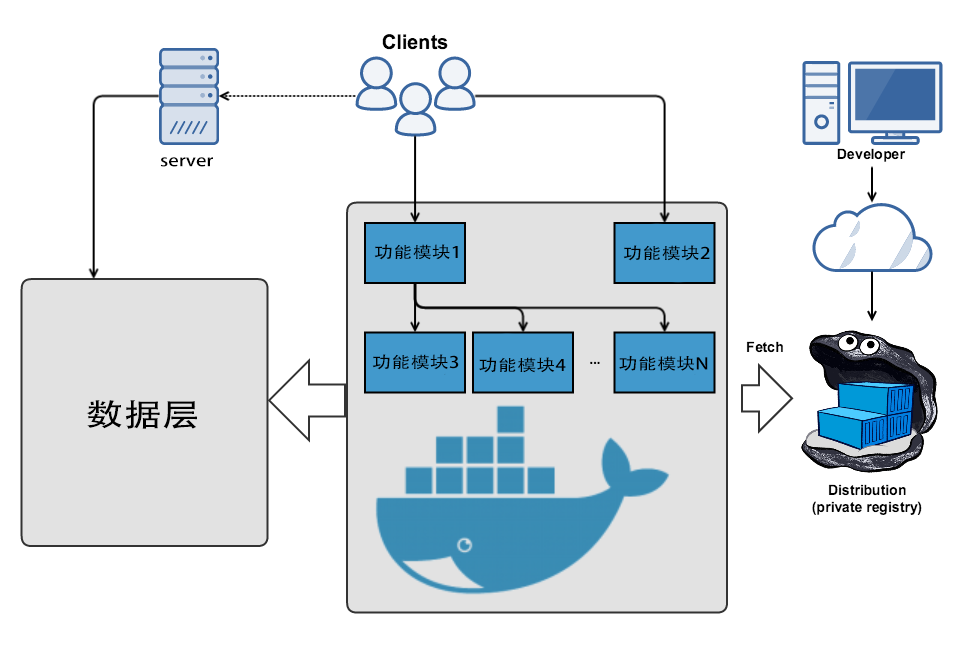 Clients
server
Developer
功能模块1
功能模块2
功能模块3
功能模块4
...
功能模块N
Fetch
数据层
Distribution
(private registry)